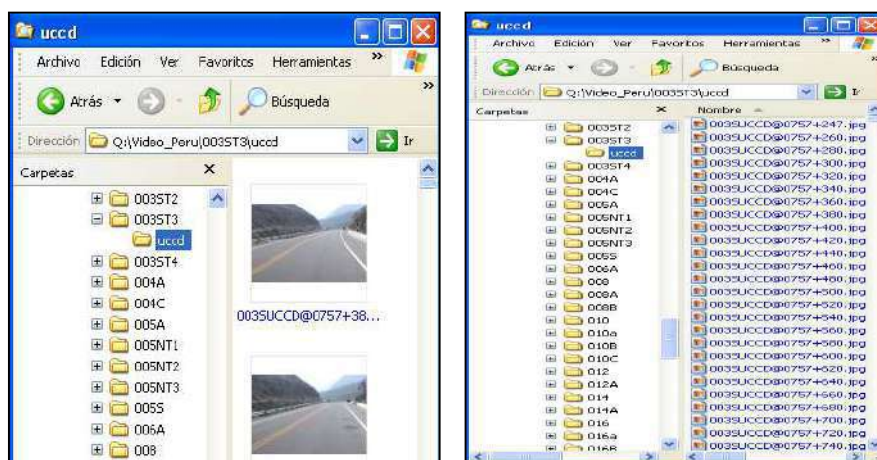 uccd
Archivo Edición Ver Favoritos Herramientas »
Atrás Búsqueda »
Dirección Q:\Video_Peru\003ST3\uccd Ir
Carpetas ×
003ST2
003ST3
uccd
003ST4
004A
004C
005A
005NT1
005NT2
005NT3
005S
006A
008
003SUCCD@0757+38...
uccd
Archivo Edición Ver Favoritos Herramientas »
Atrás Búsqueda »
Dirección Q:\Video_Peru\003ST3\uccd Ir
Carpetas ×
003ST2
003ST3
uccd
003ST4
004A
004C
005A
005NT1
005NT2
005NT3
005S
006A
008
008A
008B
010
010a
010B
010C
012
012A
014
014A
016
016a
016B
Nombre
003SUCCD@0757+247.jpg
003SUCCD@0757+260.jpg
003SUCCD@0757+280.jpg
003SUCCD@0757+300.jpg
003SUCCD@0757+320.jpg
003SUCCD@0757+340.jpg
003SUCCD@0757+360.jpg
003SUCCD@0757+380.jpg
003SUCCD@0757+400.jpg
003SUCCD@0757+420.jpg
003SUCCD@0757+440.jpg
003SUCCD@0757+460.jpg
003SUCCD@0757+480.jpg
003SUCCD@0757+500.jpg
003SUCCD@0757+520.jpg
003SUCCD@0757+540.jpg
003SUCCD@0757+560.jpg
003SUCCD@0757+580.jpg
003SUCCD@0757+600.jpg
003SUCCD@0757+620.jpg
003SUCCD@0757+640.jpg
003SUCCD@0757+660.jpg
003SUCCD@0757+680.jpg
003SUCCD@0757+700.jpg
003SUCCD@0757+720.jpg
003SUCCD@0757+740.jpg